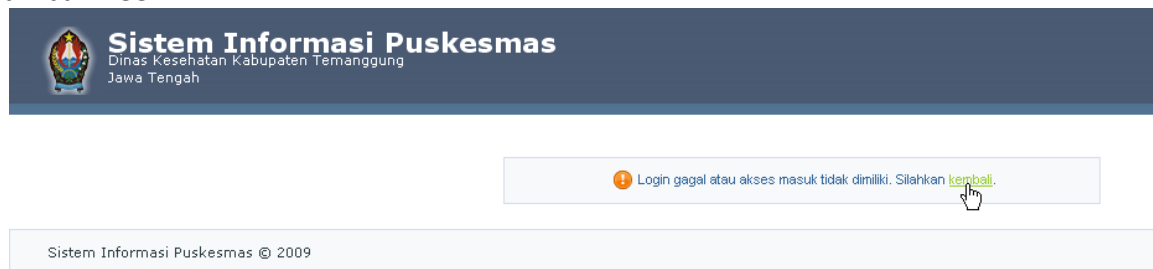 Sistem Informasi Puskesmas
Dinas Kesehatan Kabupaten Temanggung
Jawa Tengah
Login gagal atau akses masuk tidak dimiliki. Silahkan kembali.
Sistem Informasi Puskesmas © 2009